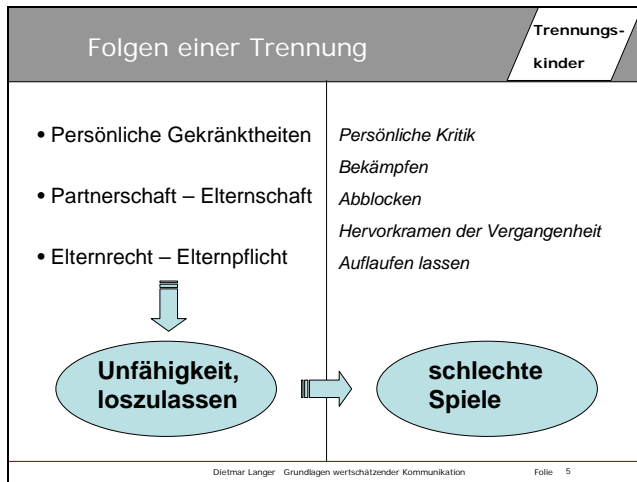 Folgen einer Trennung
Trennungs-
kinder
• Persönliche Gekränktheiten
• Partnerschaft – Elternschaft
• Elternrecht – Elternpflicht
Unfähigkeit,
loszulassen
Persönliche Kritik
Bekämpfen
Abblocken
Hervorkramen der Vergangenheit
Auflaufen lassen
schlechte
Spiele
Dietmar Langer Grundlagen wertschätzender Kommunikation Folie 5